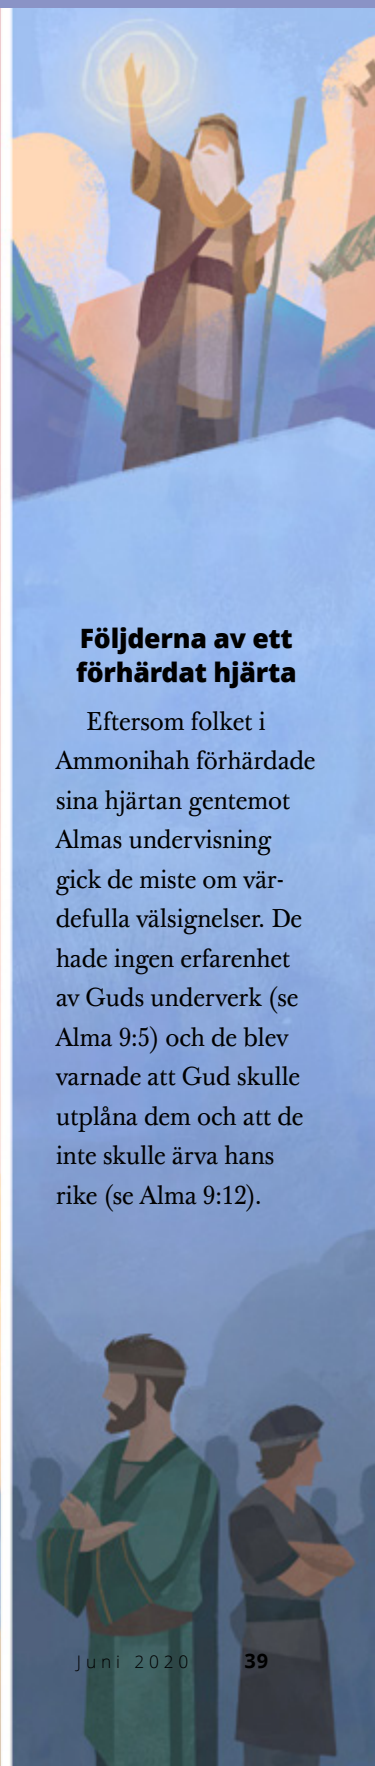 Följderna av ett
förhärdat hjärta
Eftersom folket i
Ammonihah förhärdade
sina hjärtan gentemot
Almas undervisning
gick de miste om vär-
defulla välsignelser. De
hade ingen erfarenhet
av Guds underverk (se
Alma 9:5) och de blev
varnade att Gud skulle
utplåna dem och att de
inte skulle ärva hans
rike (se Alma 9:12).
Juni 2020 39